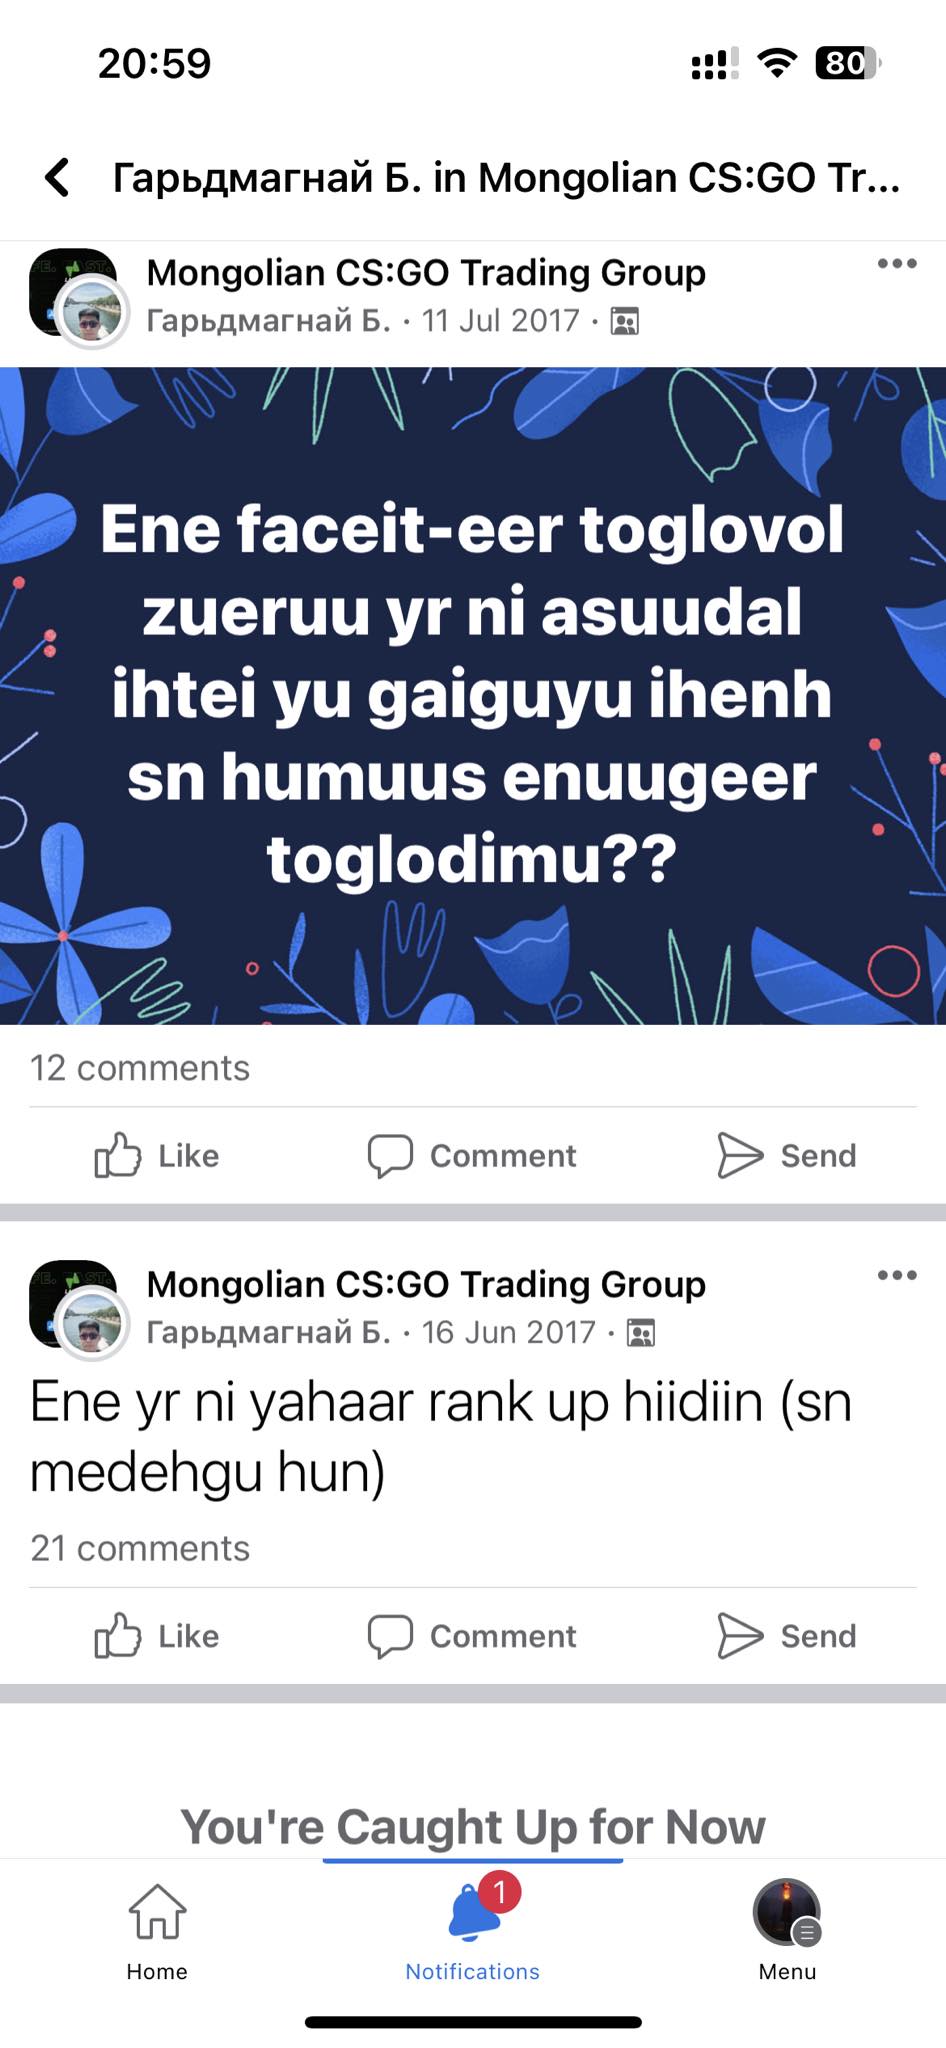 20:59
80
Гарьдмагнай Б. in Mongolian CS:GO Tr...
Mongolian CS:GO Trading Group
Гарьдмагнай Б. · 11 Jul 2017 ·
Ene faceit-eer toglovol
zueruu yr ni asuudal
ihtei yu gaiguyu ihenh
sn humuus enuugeer
toglodimu??
12 comments
Like Comment Send
Mongolian CS:GO Trading Group
Гарьдмагнай Б. · 16 Jun 2017 ·
Ene yr ni yahaar rank up hiidiin (sn
medehgu hun)
21 comments
Like Comment Send
You're Caught Up for Now
1
Home Notifications Menu